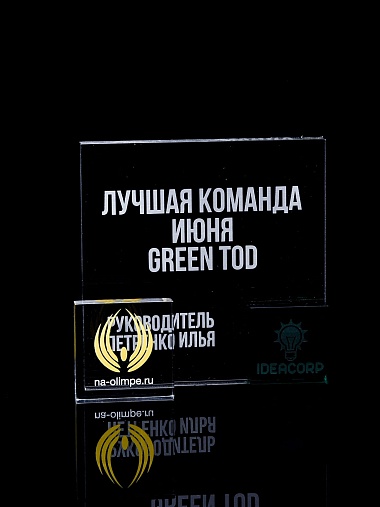 ЛУЧШАЯ КОМАНДА
ИЮНЯ
GREEN TOD
РУКОВОДИТЕЛЬ
ПЕТРЕНКО ИЛЬЯ
na-olimpe.ru
IDEACORP